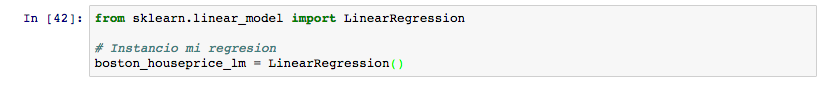 In [42]: from sklearn.linear_model import LinearRegression
# Instancio mi regresion
boston_houseprice_lm = LinearRegression()